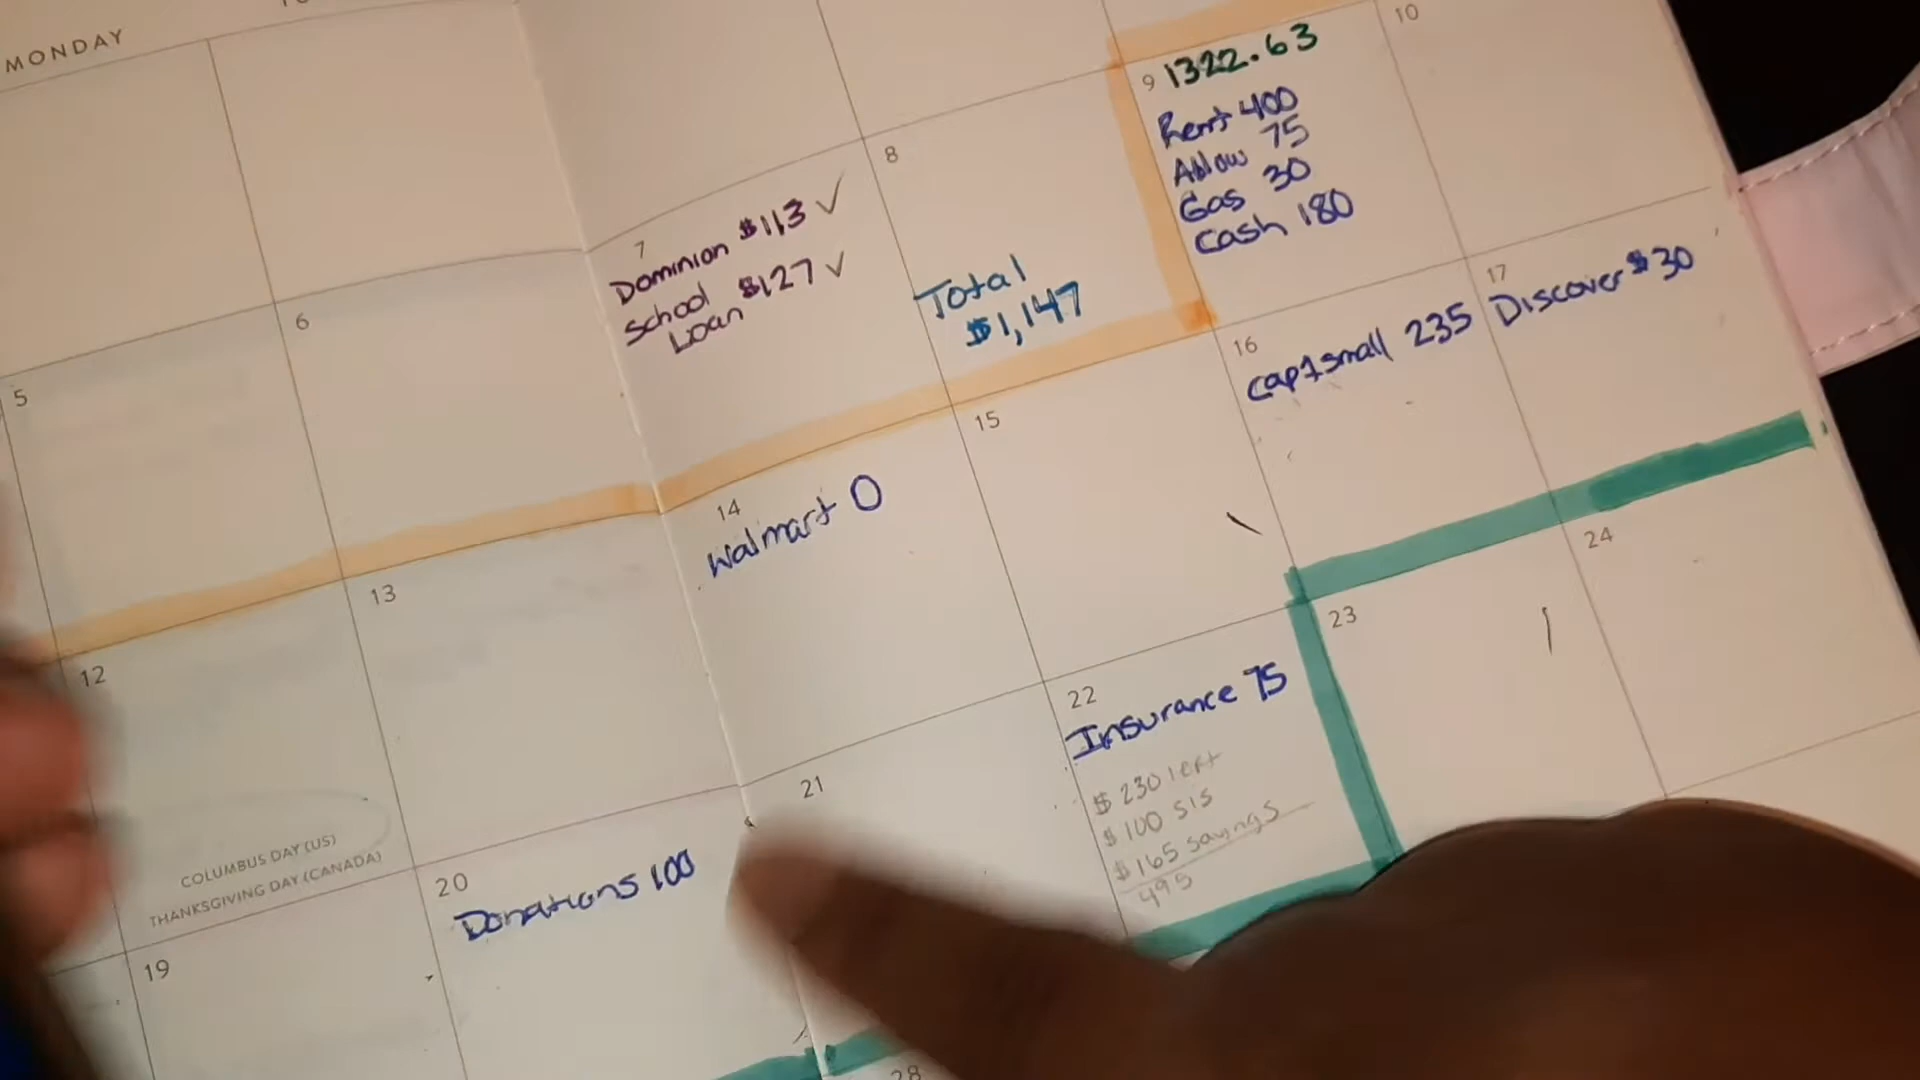 MONDAY
10
9 1322.63
Rent 400
Allow 75
Gas 30
Cash 180
8
Total
$1,147
7
Dominion $113 ✓
School $127 ✓
Loan
6
5
17
Discover $30
16
Cap1small 235
15
14
Walmart 0
13
12
COLUMBUS DAY (US)
THANKSGIVING DAY (CANADA)
24
23
22
Insurance 75
$230 left
$100 sis
$165 savings
495
21
20
Donations 100
19
28